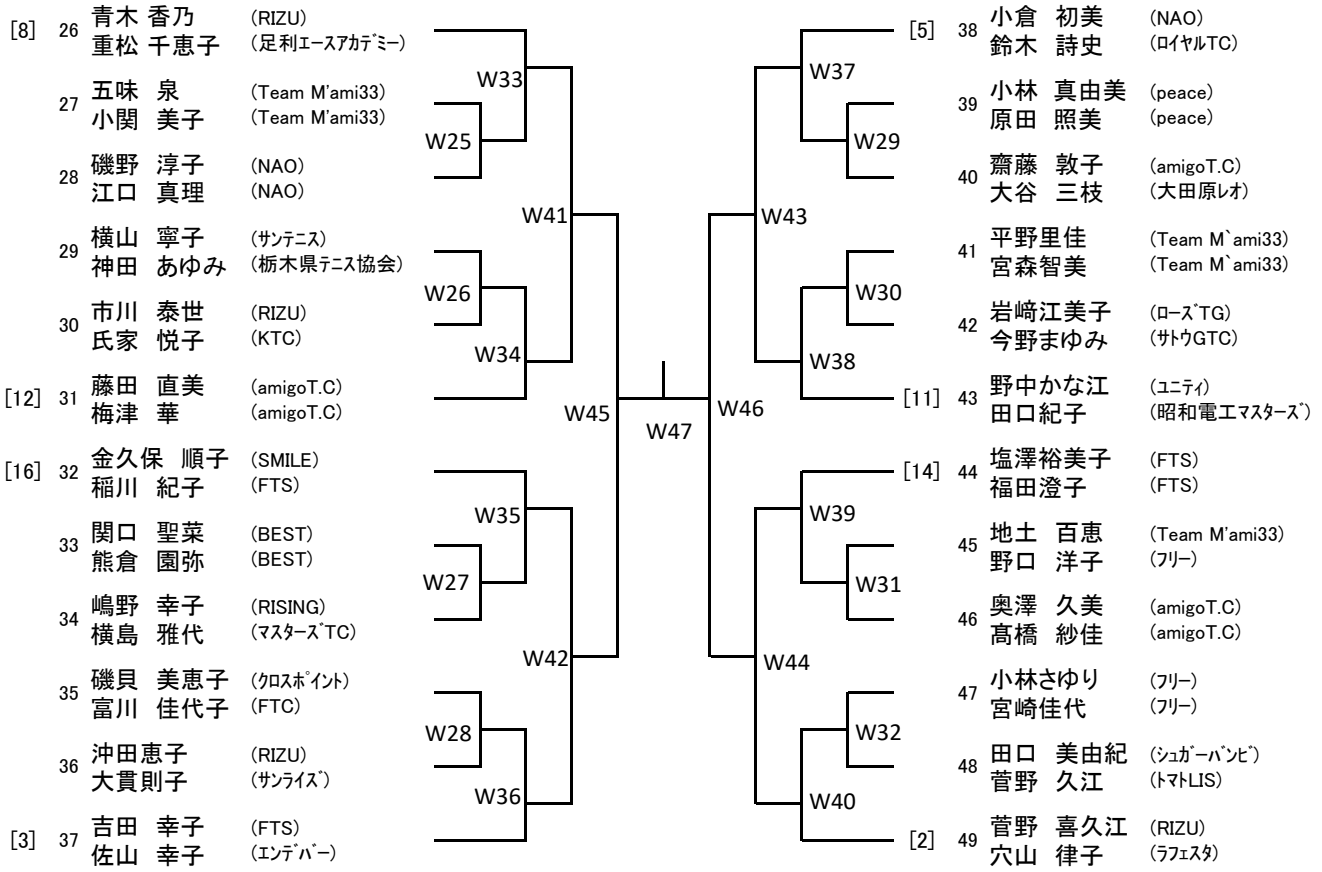 [8] 26 青木 香乃 (RIZU)
重松 千恵子 (足利エースアカデミー)
27 五味 泉 (Team M'ami33)
小関 美子 (Team M'ami33)
28 磯野 淳子 (NAO)
江口 真理 (NAO)
29 横山 寧子 (サンテニス)
神田 あゆみ (栃木県テニス協会)
30 市川 泰世 (RIZU)
氏家 悦子 (KTC)
[12] 31 藤田 直美 (amigoT.C)
梅津 華 (amigoT.C)
[16] 32 金久保 順子 (SMILE)
稲川 紀子 (FTS)
33 関口 聖菜 (BEST)
熊倉 園弥 (BEST)
34 嶋野 幸子 (RISING)
横島 雅代 (マスターズTC)
35 磯貝 美恵子 (クロスポイント)
富川 佳代子 (FTC)
36 沖田恵子 (RIZU)
大貫則子 (サンライズ)
[3] 37 吉田 幸子 (FTS)
佐山 幸子 (エンデバー)
W33
W25
W41
W26
W34
W45
W35
W27
W42
W28
W36
W47
W46
W37
W29
W43
W30
W38
W39
W31
W44
W32
W40
[5] 38 小倉 初美 (NAO)
鈴木 詩史 (ロイヤルTC)
39 小林 真由美 (peace)
原田 照美 (peace)
40 齋藤 敦子 (amigoT.C)
大谷 三枝 (大田原レオ)
41 平野里佳 (Team M`ami33)
宮森智美 (Team M`ami33)
42 岩﨑江美子 (ローズTG)
今野まゆみ (サトウGTC)
[11] 43 野中かな江 (ユニティ)
田口紀子 (昭和電工マスターズ)
[14] 44 塩澤裕美子 (FTS)
福田澄子 (FTS)
45 地土 百恵 (Team M'ami33)
野口 洋子 (フリー)
46 奥澤 久美 (amigoT.C)
髙橋 紗佳 (amigoT.C)
47 小林さゆり (フリー)
宮崎佳代 (フリー)
48 田口 美由紀 (シュガーバンビ)
菅野 久江 (トマトLIS)
[2] 49 菅野 喜久江 (RIZU)
穴山 律子 (ラフェスタ)